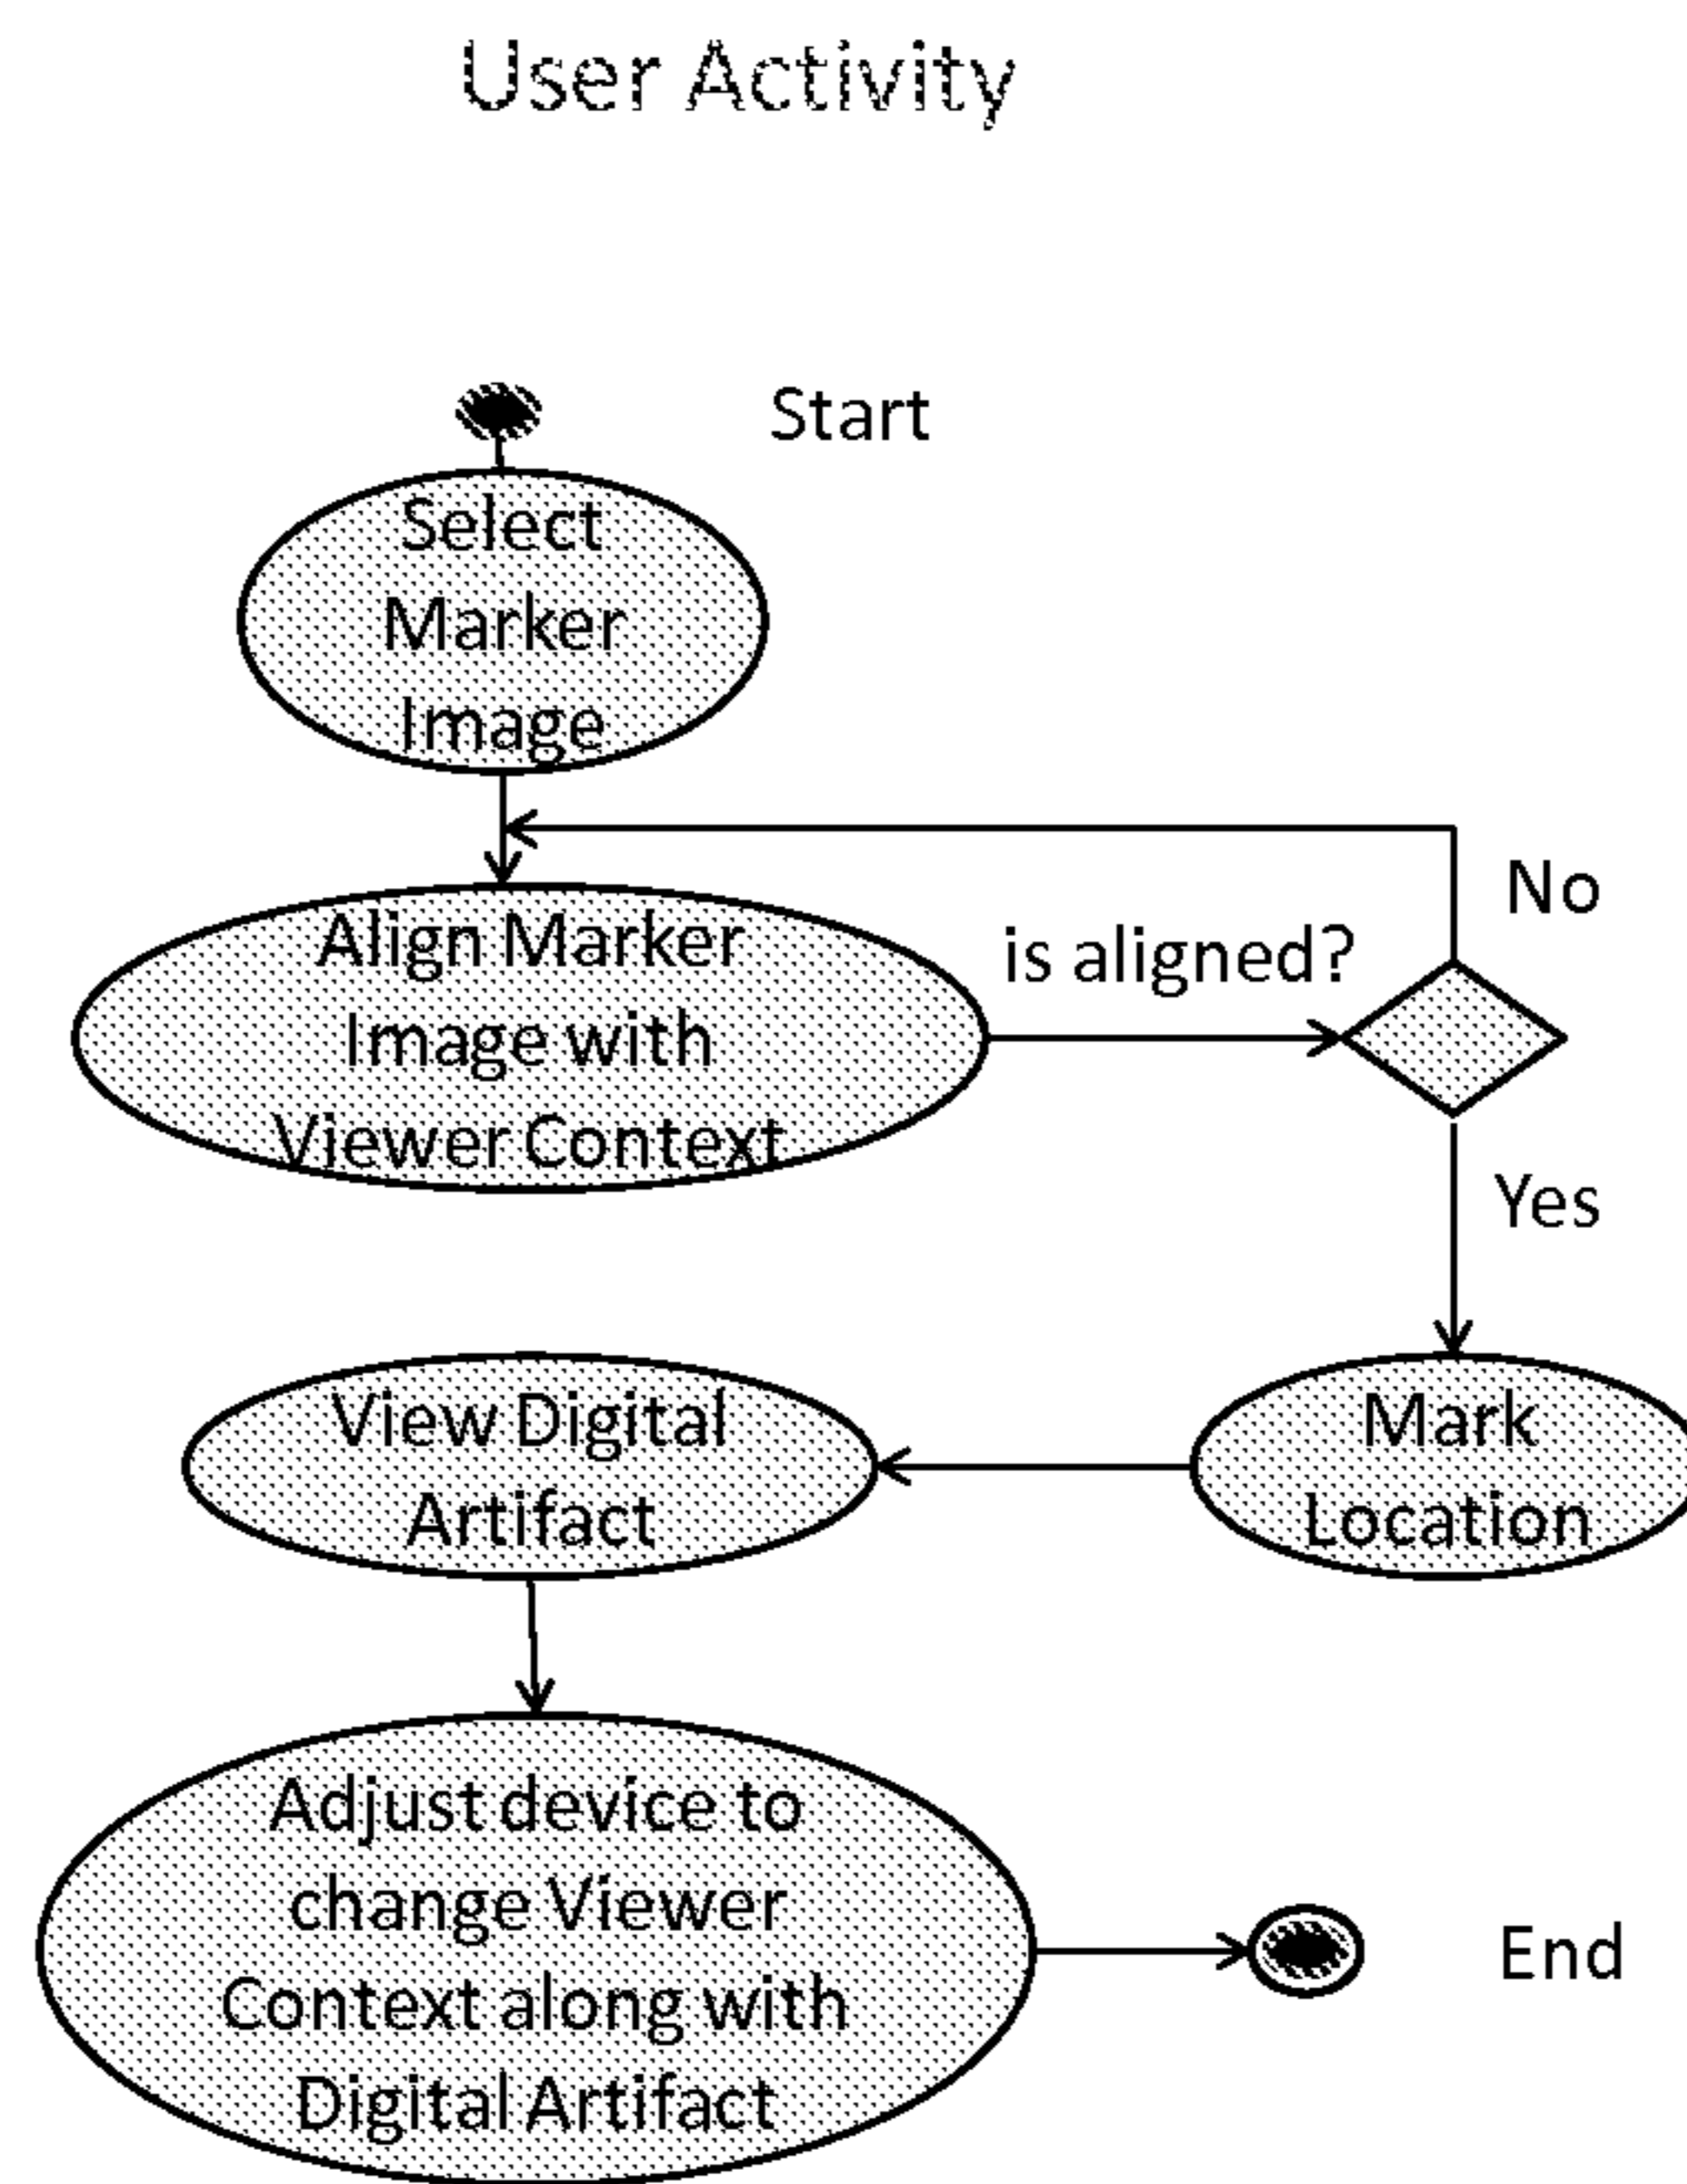 User Activity
Start
Select
Marker
Image
No
is aligned?
Align Marker
Image with
Viewer Context
Yes
Mark
Location
View Digital
Artifact
Adjust device to
change Viewer
Context along with
Digital Artifact
End